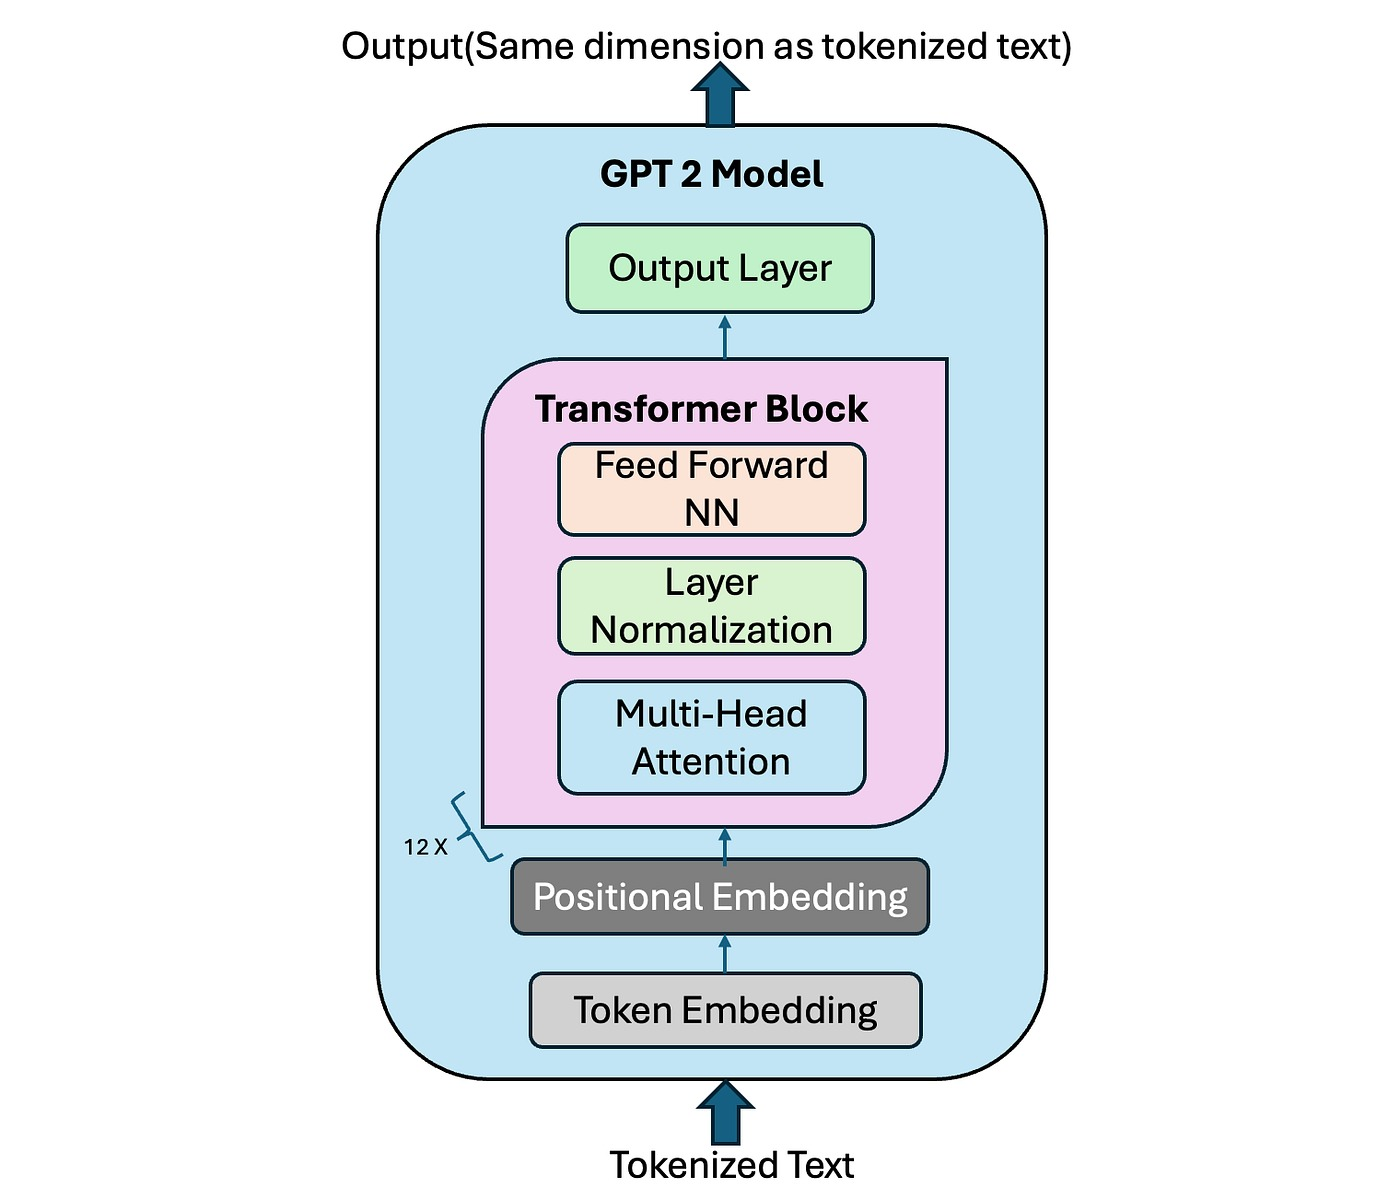 Output(Same dimension as tokenized text)
GPT 2 Model
Output Layer
Transformer Block
Feed Forward
NN
Layer
Normalization
Multi-Head
Attention
12 X
Positional Embedding
Token Embedding
Tokenized Text